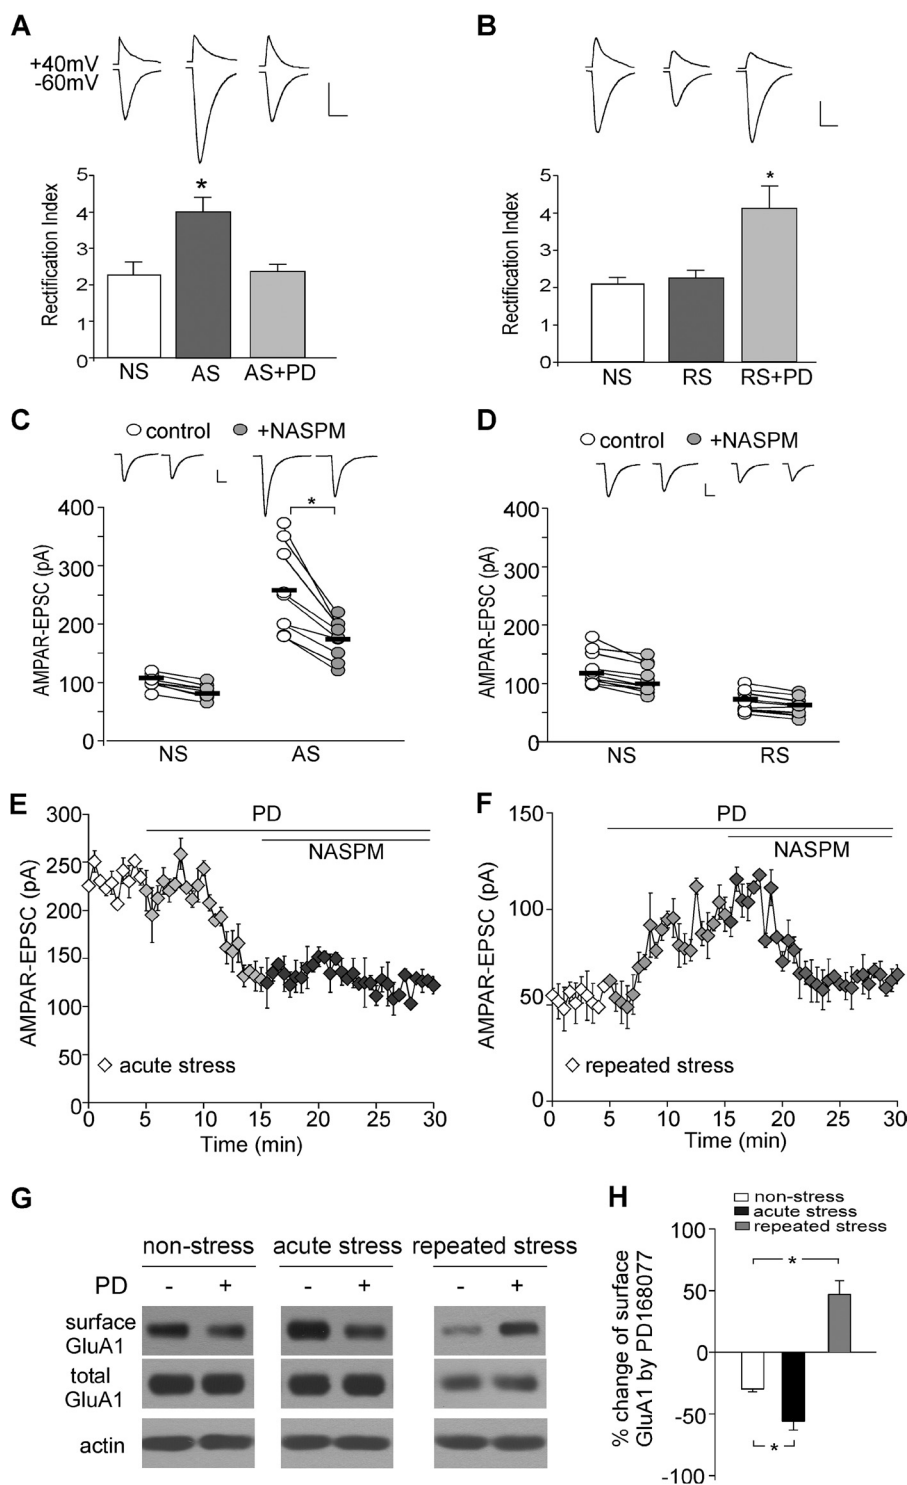 A
B
+40mV
-60mV
*
*
5
4
3
2
1
0
Rectification Index
NS
AS
AS+PD
5
4
3
2
1
0
Rectification Index
NS
RS
RS+PD
C
D
control
+NASPM
control
+NASPM
*
400
300
200
100
0
AMPAR-EPSC (pA)
NS
AS
400
300
200
100
0
AMPAR-EPSC (pA)
NS
RS
E
F
300
250
200
150
100
50
0
AMPAR-EPSC (pA)
PD
NASPM
acute stress
0
5
10
15
20
25
30
Time (min)
150
100
50
0
AMPAR-EPSC (pA)
PD
NASPM
repeated stress
0
5
10
15
20
25
30
Time (min)
G
non-stress
acute stress
repeated stress
PD
-
+
-
+
-
+
surface
GluA1
total
GluA1
actin
H
non-stress
acute stress
repeated stress
100
50
0
-50
-100
% change of surface
GluA1 by PD168077
*
*